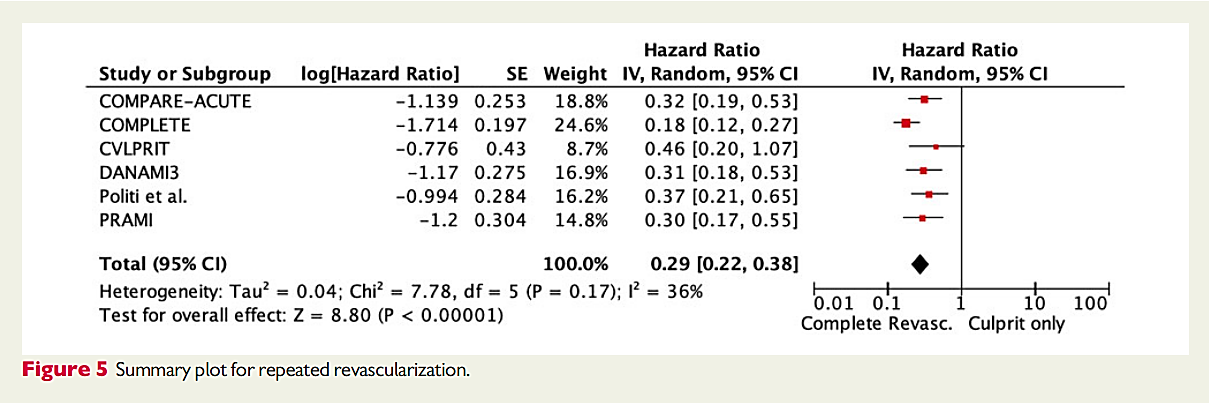 Hazard Ratio Hazard Ratio
Study or Subgroup log[Hazard Ratio] SE Weight IV, Random, 95% CI IV, Random, 95% CI
COMPARE-ACUTE −1.139 0.253 18.8% 0.32 [0.19, 0.53]
COMPLETE −1.714 0.197 24.6% 0.18 [0.12, 0.27]
CVLPRIT −0.776 0.43 8.7% 0.46 [0.20, 1.07]
DANAMI3 −1.17 0.275 16.9% 0.31 [0.18, 0.53]
Politi et al. −0.994 0.284 16.2% 0.37 [0.21, 0.65]
PRAMI −1.2 0.304 14.8% 0.30 [0.17, 0.55]
Total (95% CI) 100.0% 0.29 [0.22, 0.38]
Heterogeneity: Tau² = 0.04; Chi² = 7.78, df = 5 (P = 0.17); I² = 36%
Test for overall effect: Z = 8.80 (P < 0.00001)
0.01 0.1 1 10 100
Complete Revasc. Culprit only
Figure 5 Summary plot for repeated revascularization.